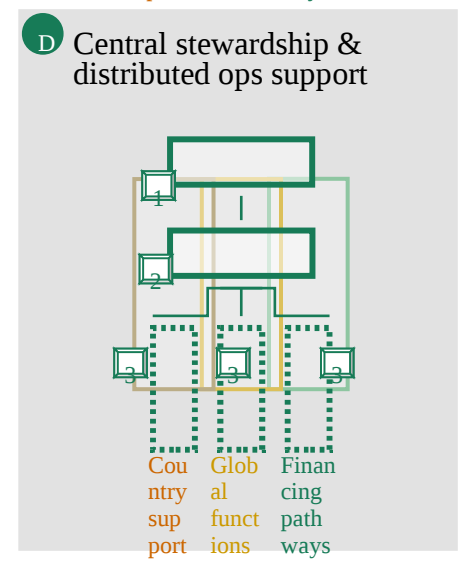 D
Central stewardship &
distributed ops support
1
2
3 3 3
Cou
ntry
sup
port
Glob
al
funct
ions
Finan
cing
path
ways